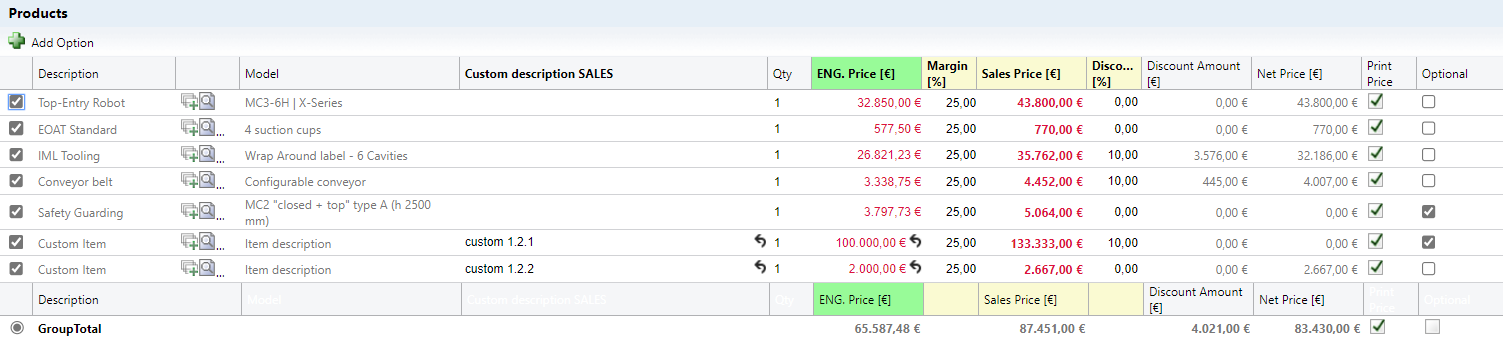 Products
Add Option
Description Model Custom description SALES Qty ENG. Price [€] Margin [%] Sales Price [€] Disco... [%] Discount Amount [€] Net Price [€] Print Price Optional
Top-Entry Robot MC3-6H | X-Series 1 32.850,00 € 25,00 43.800,00 € 0,00 0,00 € 43.800,00 €
EOAT Standard ... 4 suction cups 1 577,50 € 25,00 770,00 € 0,00 0,00 € 770,00 €
IML Tooling ... Wrap Around label - 6 Cavities 1 26.821,23 € 25,00 35.762,00 € 10,00 3.576,00 € 32.186,00 €
Conveyor belt ... Configurable conveyor 1 3.338,75 € 25,00 4.452,00 € 10,00 445,00 € 4.007,00 €
Safety Guarding ... MC2 "closed + top" type A (h 2500 mm) 1 3.797,73 € 25,00 5.064,00 € 0,00 0,00 € 0,00 €
Custom Item ... Item description custom 1.2.1 1 100.000,00 € 25,00 133.333,00 € 10,00 0,00 € 0,00 €
Custom Item ... Item description custom 1.2.2 1 2.000,00 € 25,00 2.667,00 € 0,00 0,00 € 2.667,00 €
Description Model Custom description SALES Qty ENG. Price [€] Sales Price [€] Discount Amount [€] Net Price [€] Print Price Optional
GroupTotal 65.587,48 € 87.451,00 € 4.021,00 € 83.430,00 €